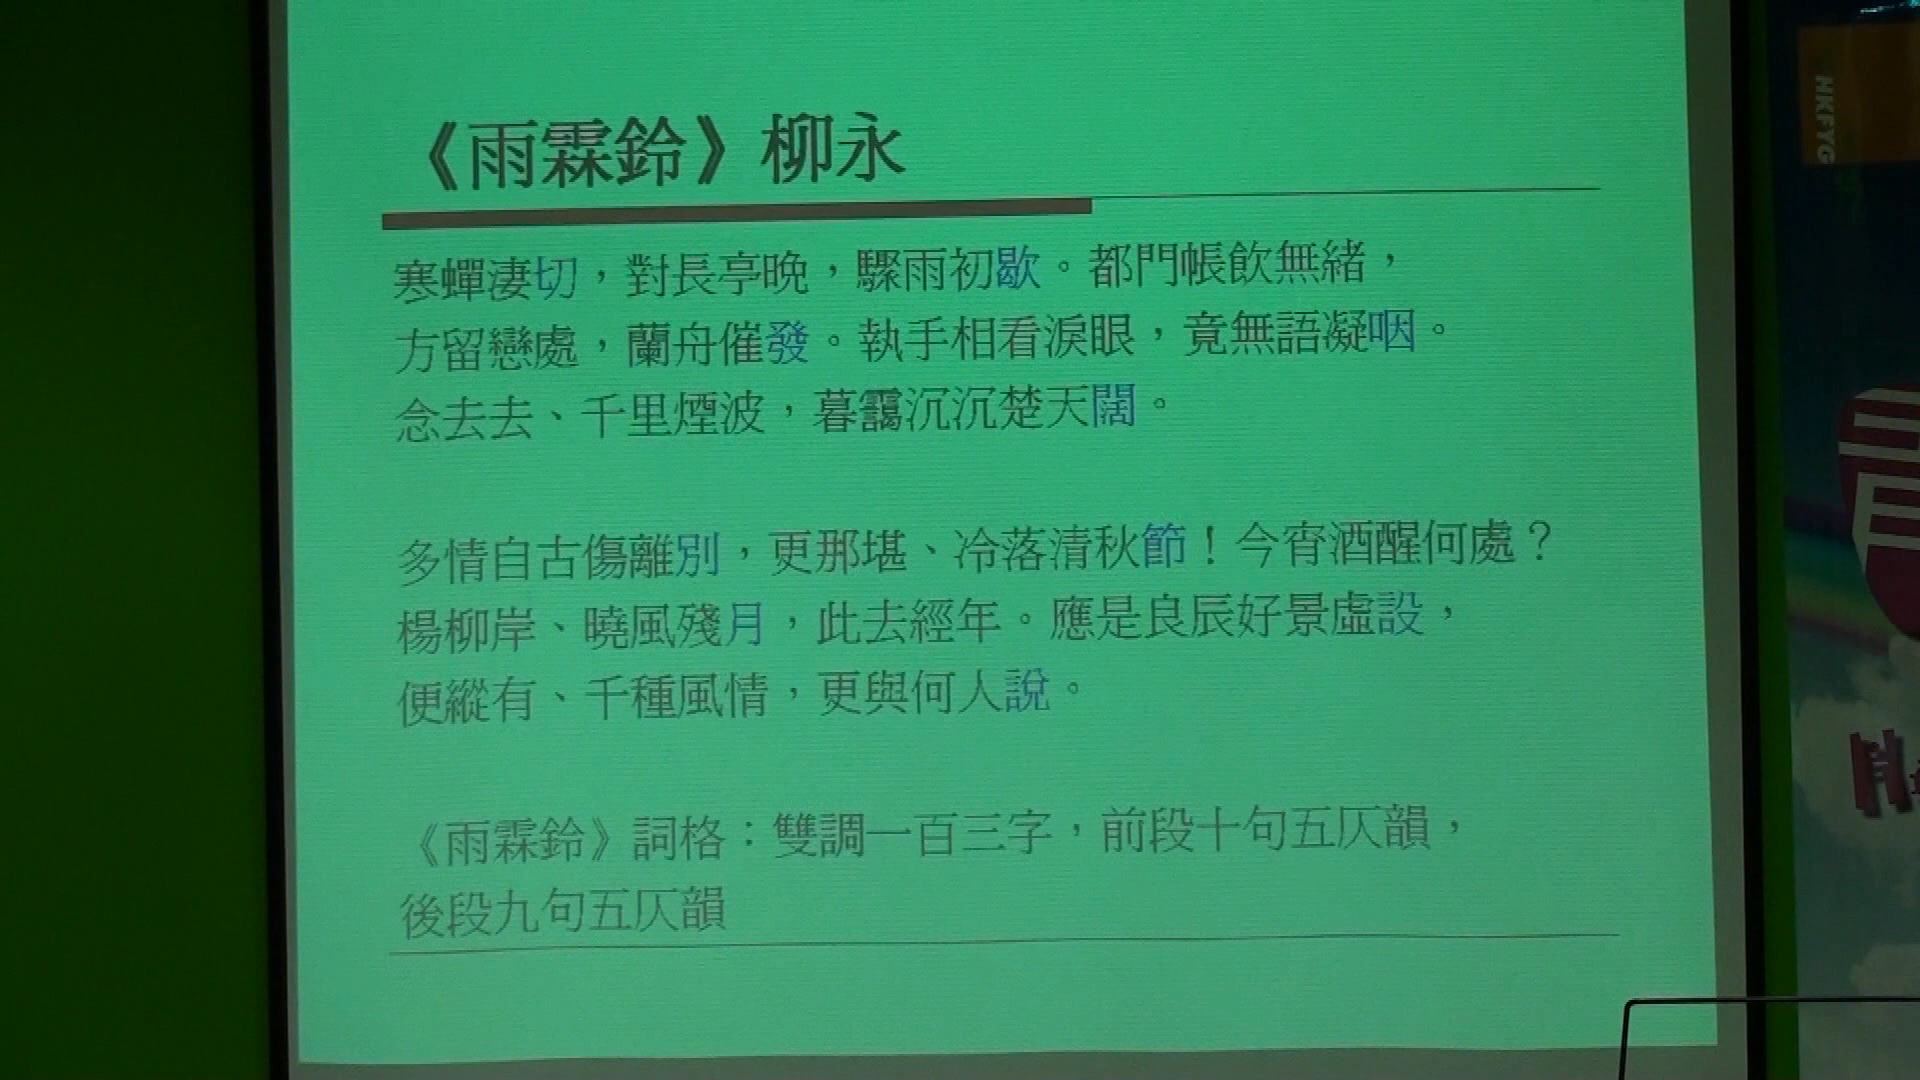 《雨霖鈴》柳永
寒蟬淒切，對長亭晚，驟雨初歇。都門帳飲無緒，
方留戀處，蘭舟催發。執手相看淚眼，竟無語凝咽。
念去去、千里煙波，暮靄沉沉楚天闊。
多情自古傷離別，更那堪、冷落清秋節！今宵酒醒何處？
楊柳岸、曉風殘月，此去經年。應是良辰好景虛設，
便縱有、千種風情，更與何人說。
《雨霖鈴》詞格：雙調一百三字，前段十句五仄韻，
後段九句五仄韻
HKFYG